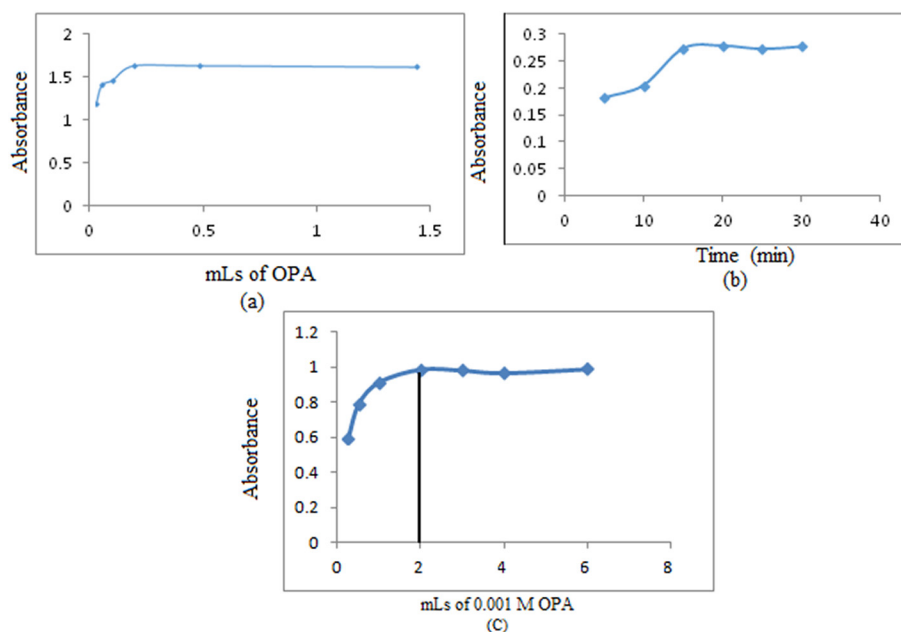 2
1.5
1
0.5
0
0 0.5 1 1.5
Absorbance
mLs of OPA
(a)
0.3
0.25
0.2
0.15
0.1
0.05
0
0 10 20 30 40
Absorbance
Time (min)
(b)
1.2
1
0.8
0.6
0.4
0.2
0
0 2 4 6 8
Absorbance
mLs of 0.001 M OPA
(C)